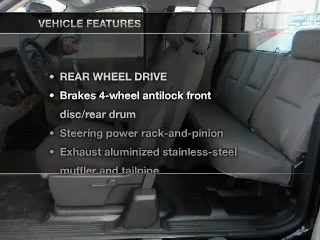 VEHICLE FEATURES
• REAR WHEEL DRIVE
• Brakes 4-wheel antilock front
disc/rear drum
• Steering power rack-and-pinion
• Exhaust aluminized stainless-steel
muffler and tailpipe